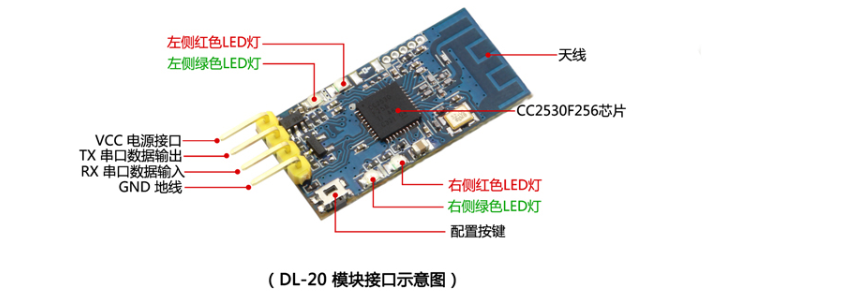 左侧红色LED灯
左侧绿色LED灯
天线
CC2530F256芯片
VCC 电源接口
TX 串口数据输出
RX 串口数据输入
GND 地线
右侧红色LED灯
右侧绿色LED灯
配置按键
（ DL-20 模块接口示意图 ）